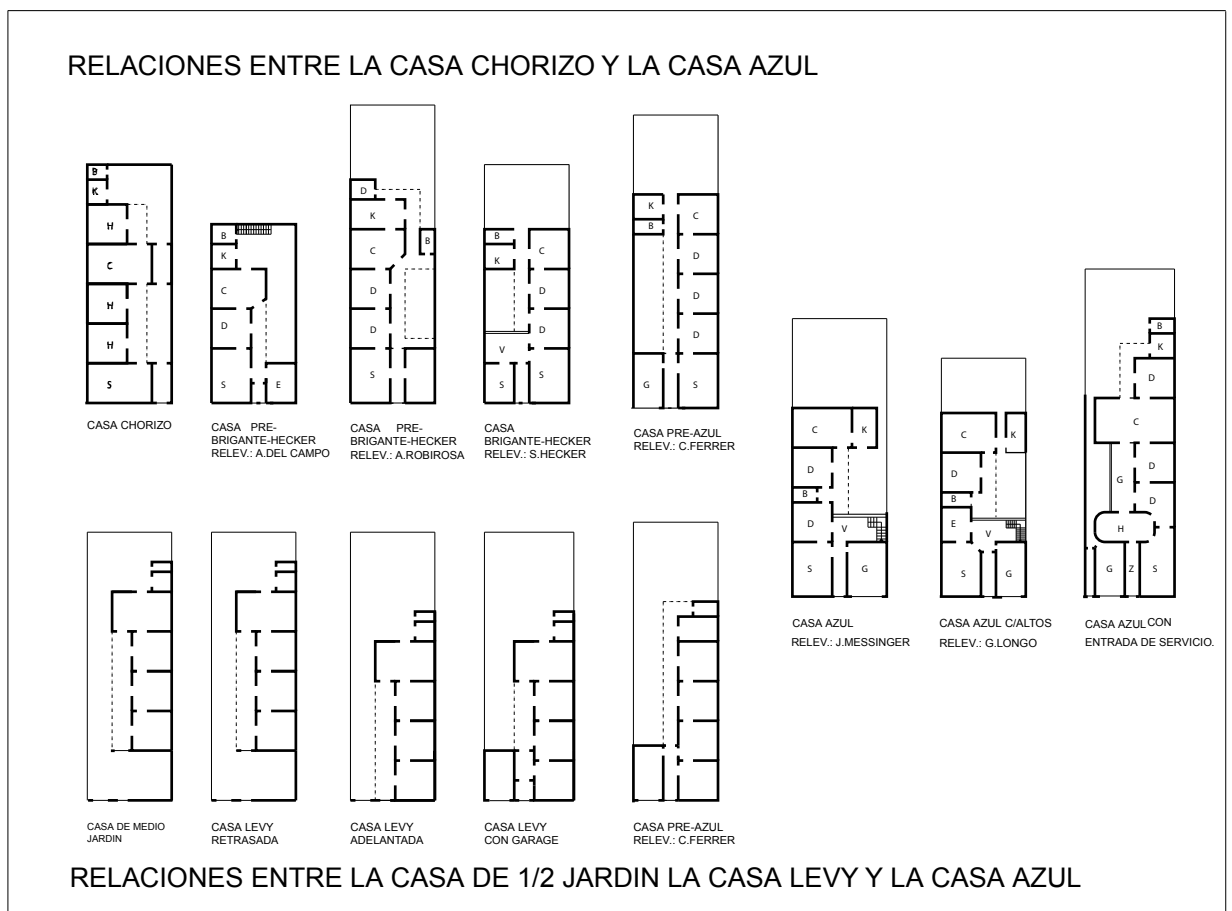 RELACIONES ENTRE LA CASA CHORIZO Y LA CASA AZUL
B
K
H
C
H
H
S
CASA CHORIZO
B
K
C
D
S
E
CASA PRE-
BRIGANTE-HECKER
RELEV.: A.DEL CAMPO
D
K
B
C
D
D
S
CASA PRE-
BRIGANTE-HECKER
RELEV.: A.ROBIROSA
B
C
K
D
D
V
S
S
CASA
BRIGANTE-HECKER
RELEV.: S.HECKER
K
C
B
D
D
D
G
S
CASA PRE-AZUL
RELEV.: C.FERRER
C
K
D
B
D
V
S
G
CASA AZUL
RELEV.: J.MESSINGER
C
K
D
B
E
V
S
G
CASA AZUL C/ALTOS
RELEV.: G.LONGO
B
K
D
C
D
G
D
H
G
Z
S
CASA AZUL CON
ENTRADA DE SERVICIO.
CASA DE MEDIO
JARDIN
CASA LEVY
RETRASADA
CASA LEVY
ADELANTADA
CASA LEVY
CON GARAGE
CASA PRE-AZUL
RELEV.: C.FERRER
RELACIONES ENTRE LA CASA DE 1/2 JARDIN LA CASA LEVY Y LA CASA AZUL